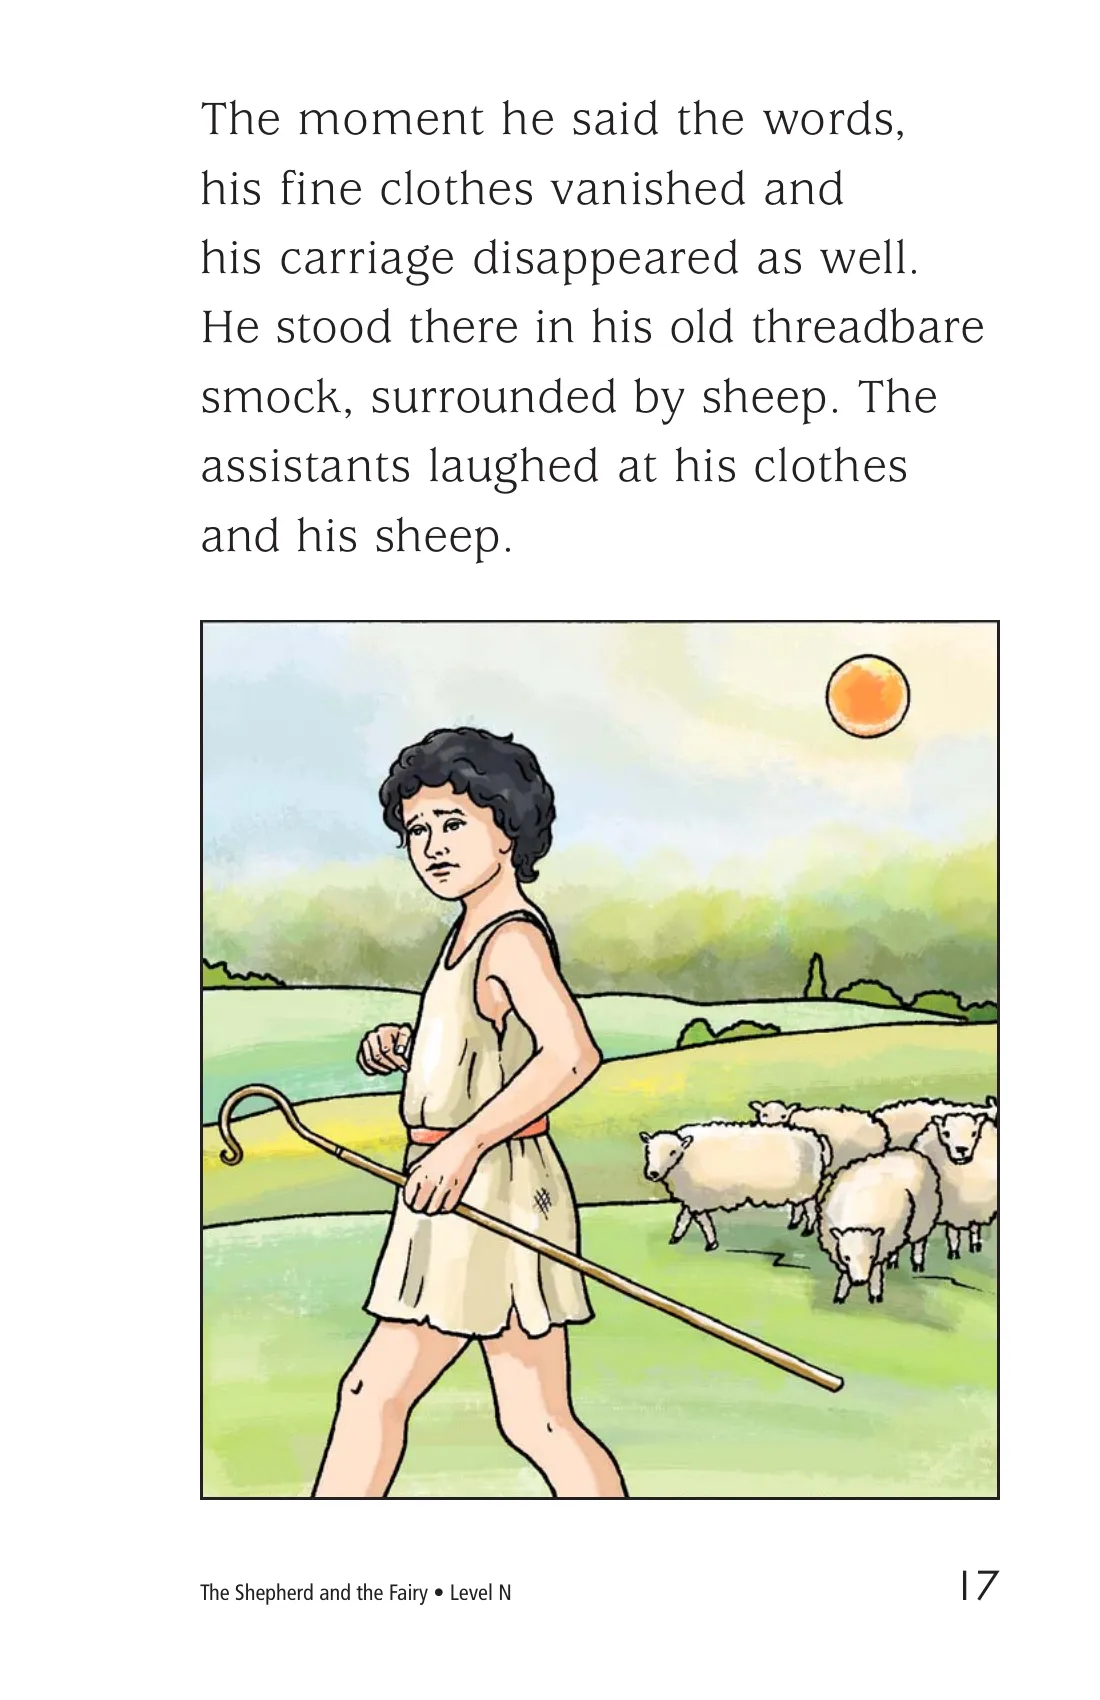 The moment he said the words,
his fine clothes vanished and
his carriage disappeared as well.
He stood there in his old threadbare
smock, surrounded by sheep. The
assistants laughed at his clothes
and his sheep.
The Shepherd and the Fairy • Level N
17